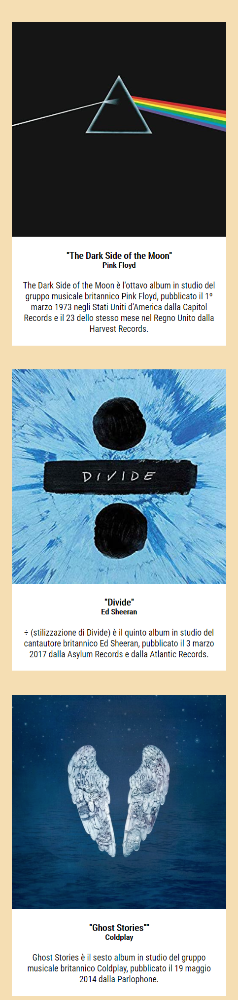 "The Dark Side of the Moon"
Pink Floyd
The Dark Side of the Moon è l'ottavo album in studio del
gruppo musicale britannico Pink Floyd, pubblicato il 1º
marzo 1973 negli Stati Uniti d'America dalla Capitol
Records e il 23 dello stesso mese nel Regno Unito dalla
Harvest Records.
DIVIDE
"Divide"
Ed Sheeran
÷ (stilizzazione di Divide) è il quinto album in studio del
cantautore britannico Ed Sheeran, pubblicato il 3 marzo
2017 dalla Asylum Records e dalla Atlantic Records.
"Ghost Stories""
Coldplay
Ghost Stories è il sesto album in studio del gruppo
musicale britannico Coldplay, pubblicato il 19 maggio
2014 dalla Parlophone.